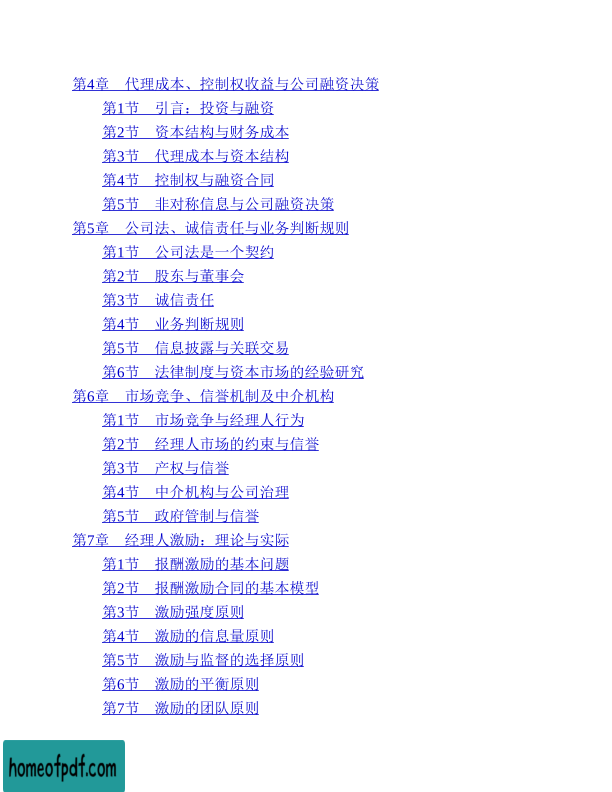 第4章　代理成本、控制权收益与公司融资决策
第1节　引言：投资与融资
第2节　资本结构与财务成本
第3节　代理成本与资本结构
第4节　控制权与融资合同
第5节　非对称信息与公司融资决策
第5章　公司法、诚信责任与业务判断规则
第1节　公司法是一个契约
第2节　股东与董事会
第3节　诚信责任
第4节　业务判断规则
第5节　信息披露与关联交易
第6节　法律制度与资本市场的经验研究
第6章　市场竞争、信誉机制及中介机构
第1节　市场竞争与经理人行为
第2节　经理人市场的约束与信誉
第3节　产权与信誉
第4节　中介机构与公司治理
第5节　政府管制与信誉
第7章　经理人激励：理论与实际
第1节　报酬激励的基本问题
第2节　报酬激励合同的基本模型
第3节　激励强度原则
第4节　激励的信息量原则
第5节　激励与监督的选择原则
第6节　激励的平衡原则
第7节　激励的团队原则
homeofpdf.com